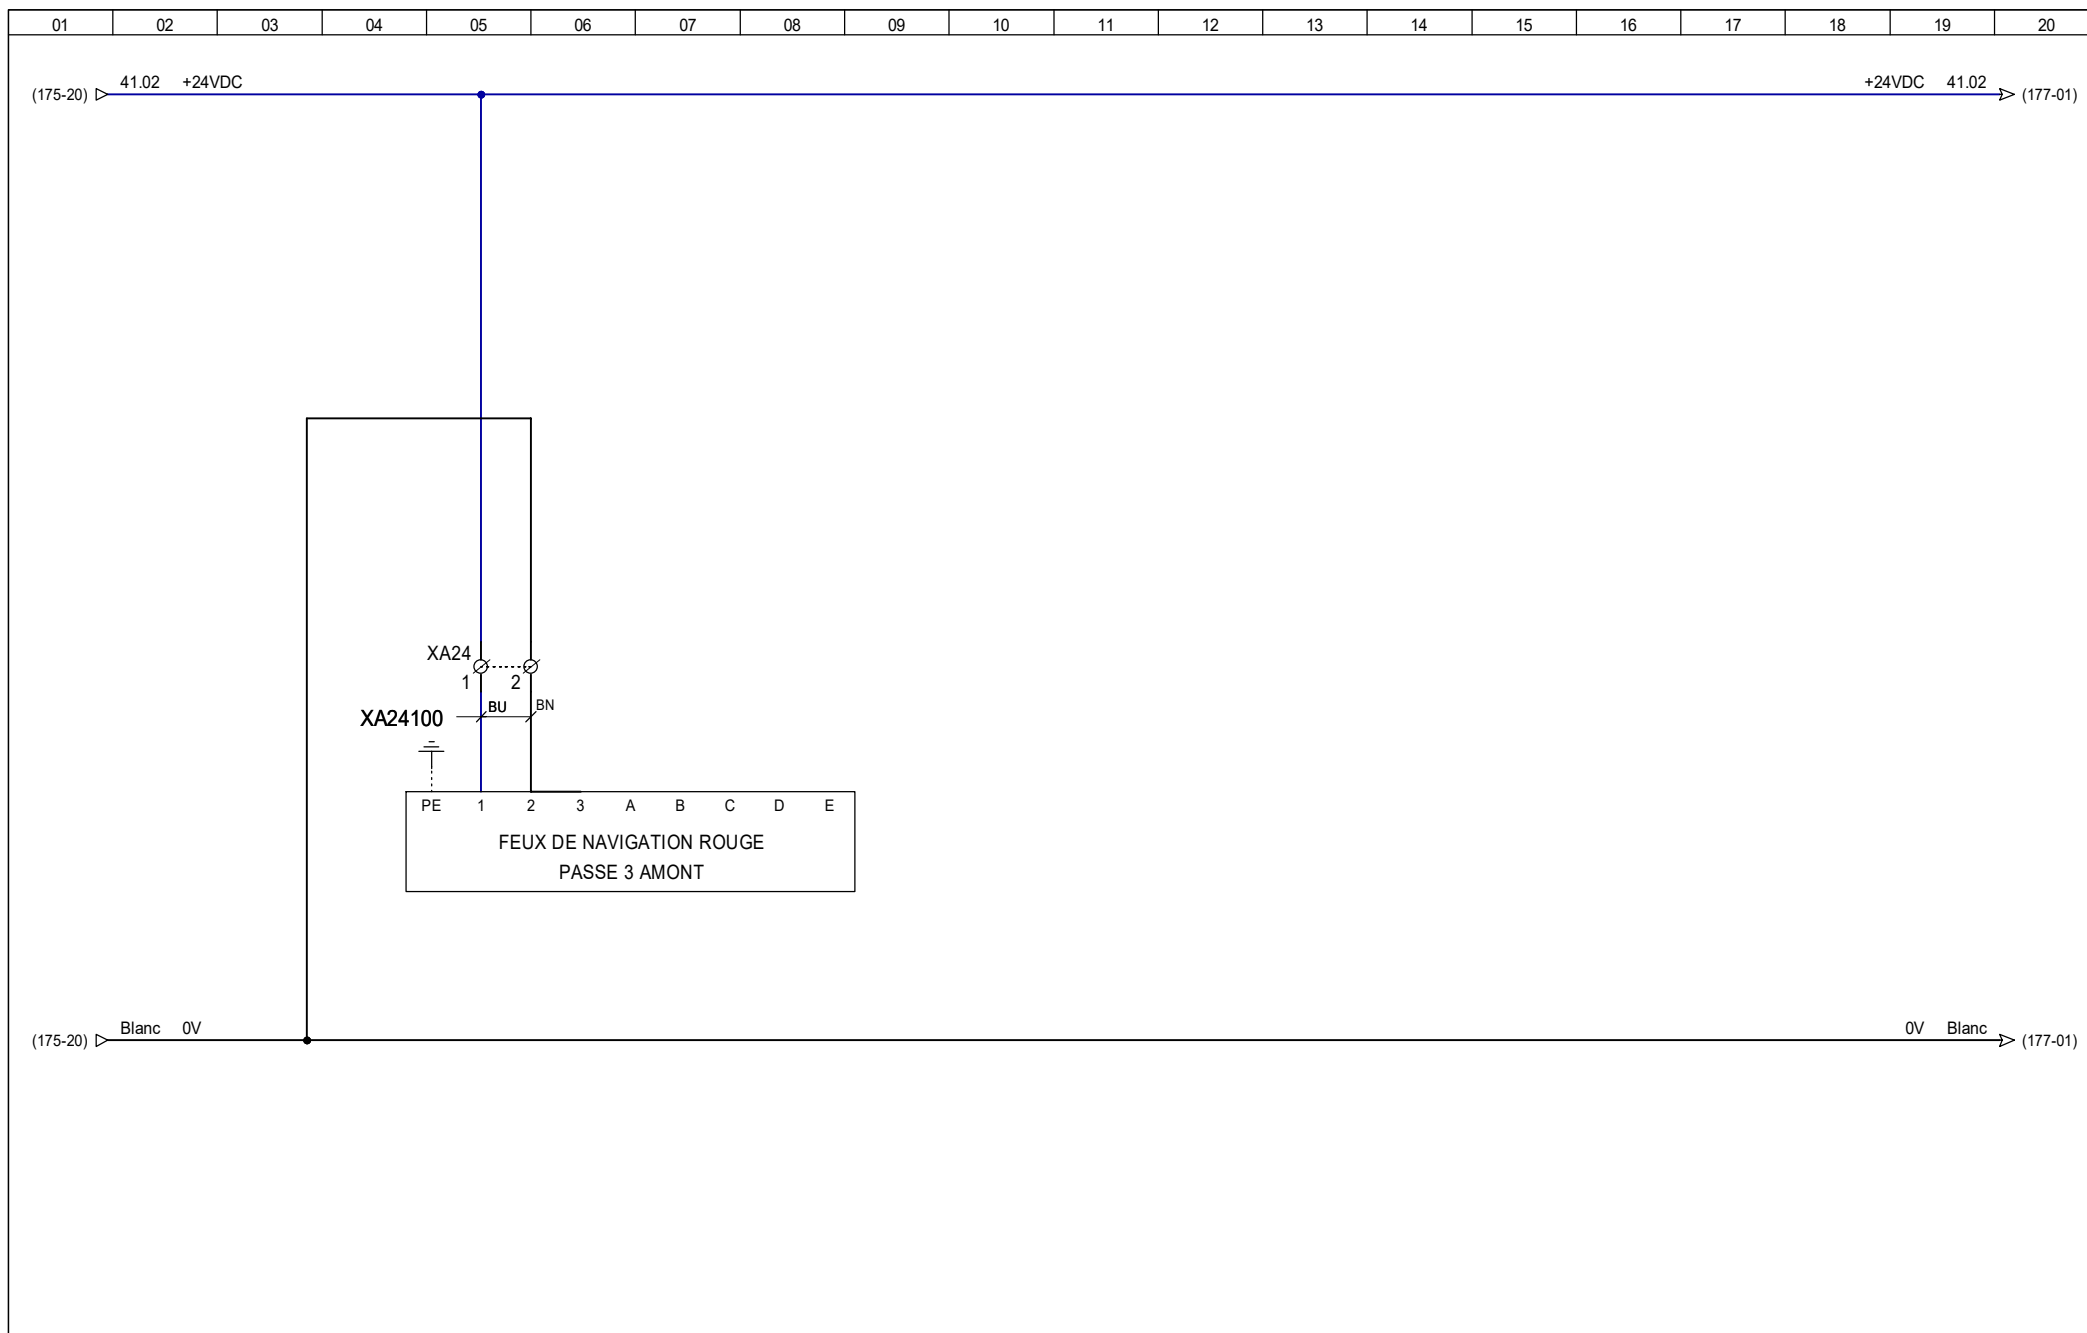 01 02 03 04 05 06 07 08 09 10 11 12 13 14 15 16 17 18 19 20
41.02 +24VDC +24VDC 41.02
(175-20) (177-01)
XA24
1 2
BU BN
XA24100
PE 1 2 3 A B C D E
FEUX DE NAVIGATION ROUGE
PASSE 3 AMONT
Blanc 0V 0V Blanc
(175-20) (177-01)